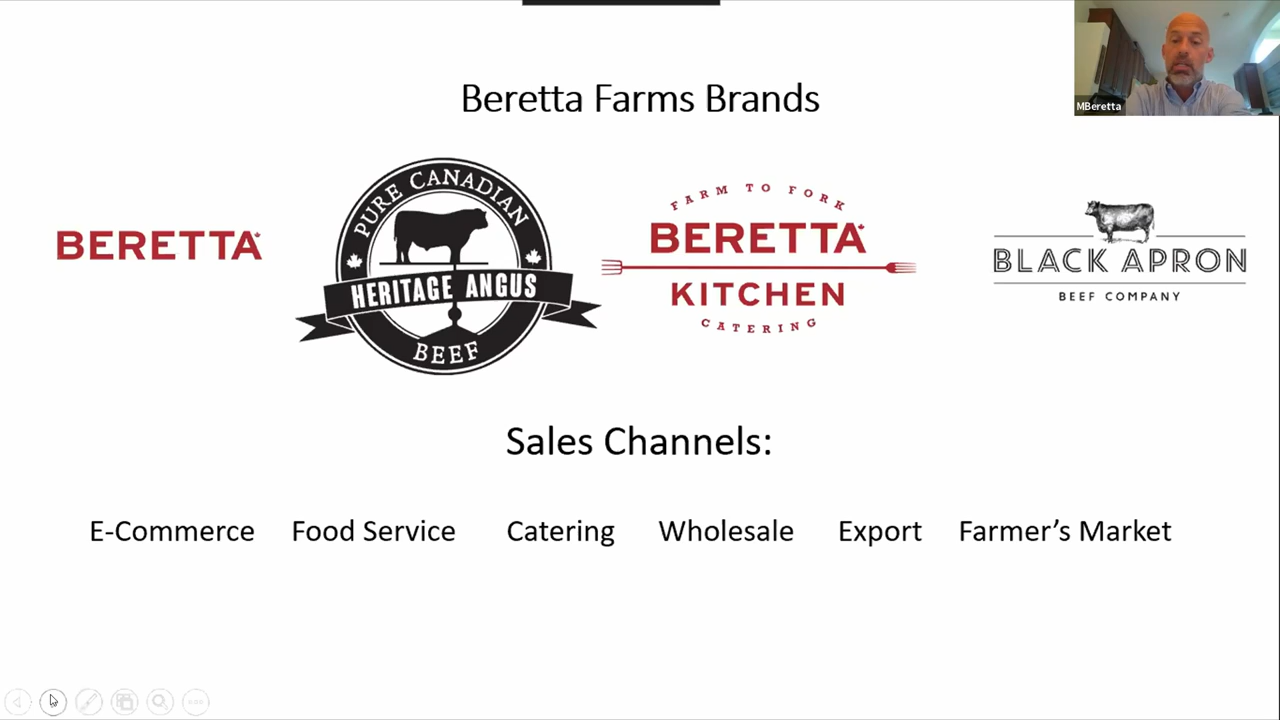 Beretta Farms Brands
MBeretta
BERETTA
PURE CANADIAN
HERITAGE ANGUS
BEEF
FARM TO FORK
BERETTA
KITCHEN
CATERING
BLACK APRON
BEEF COMPANY
Sales Channels:
E-Commerce Food Service Catering Wholesale Export Farmer’s Market